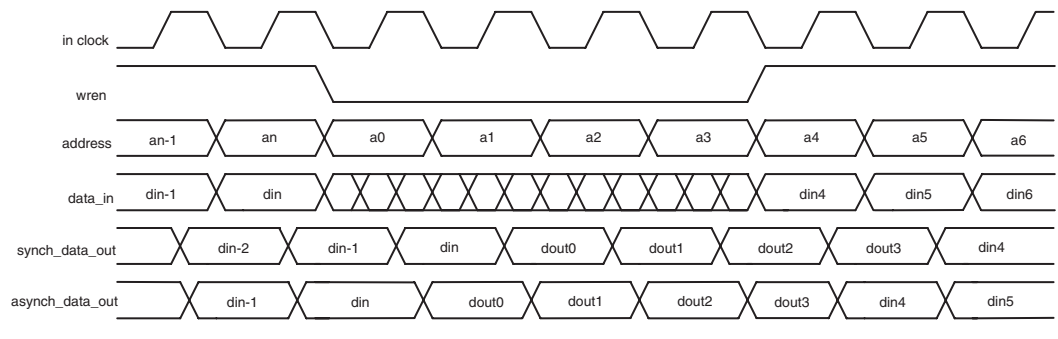 in clock
wren
address an-1 an a0 a1 a2 a3 a4 a5 a6
data_in din-1 din din4 din5 din6
synch_data_out din-2 din-1 din dout0 dout1 dout2 dout3 din4
asynch_data_out din-1 din dout0 dout1 dout2 dout3 din4 din5